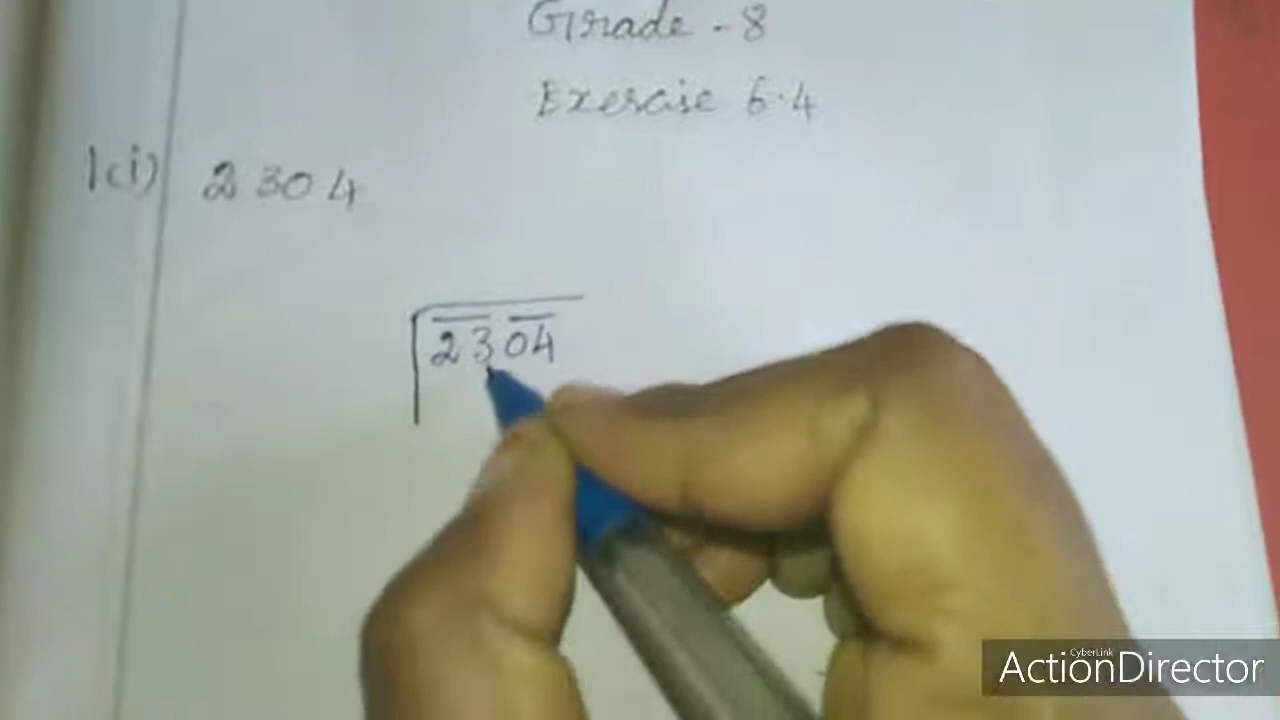 Grade - 8
Exercise 6.4
1(i) 2304
2304
CyberLink
ActionDirector